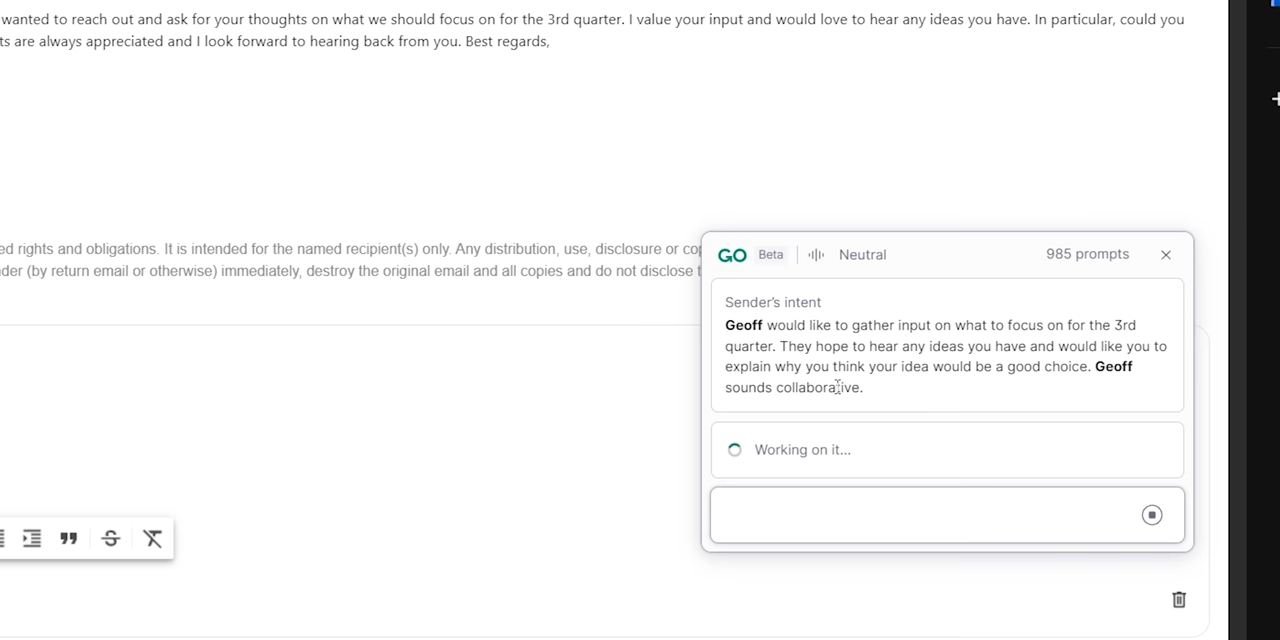 wanted to reach out and ask for your thoughts on what we should focus on for the 3rd quarter. I value your input and would love to hear any ideas you have. In particular, could you
ts are always appreciated and I look forward to hearing back from you. Best regards,
ed rights and obligations. It is intended for the named recipient(s) only. Any distribution, use, disclosure or cop
der (by return email or otherwise) immediately, destroy the original email and all copies and do not disclose t
GO Beta Neutral 985 prompts
Sender's intent
Geoff would like to gather input on what to focus on for the 3rd
quarter. They hope to hear any ideas you have and would like you to
explain why you think your idea would be a good choice. Geoff
sounds collaborative.
Working on it...